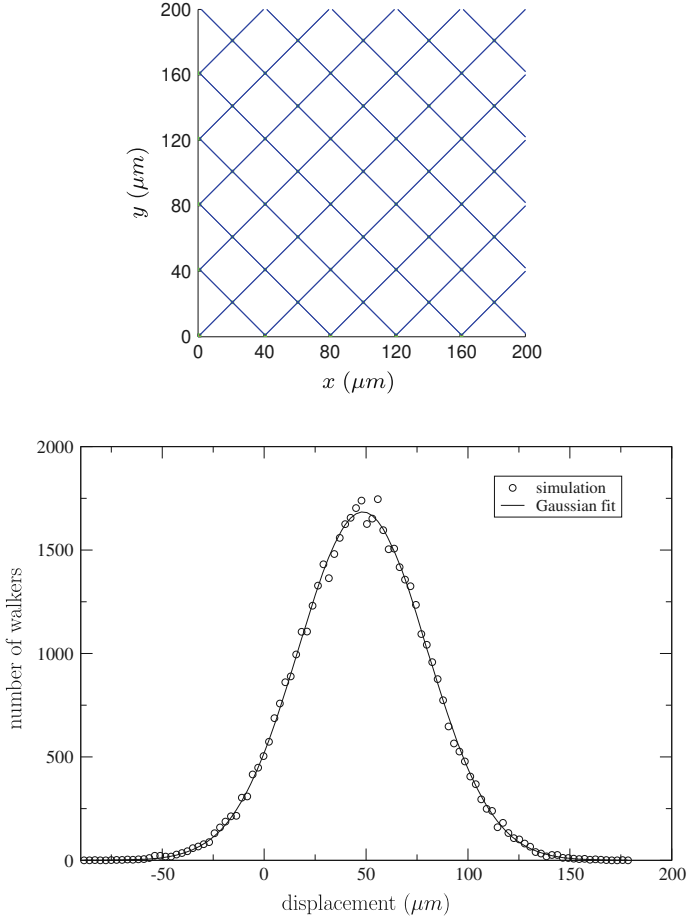 200
160
120
80
40
0
y (μm)
0 40 80 120 160 200
x (μm)
2000
1500
1000
500
0
number of walkers
simulation
Gaussian fit
-50 0 50 100 150 200
displacement (μm)